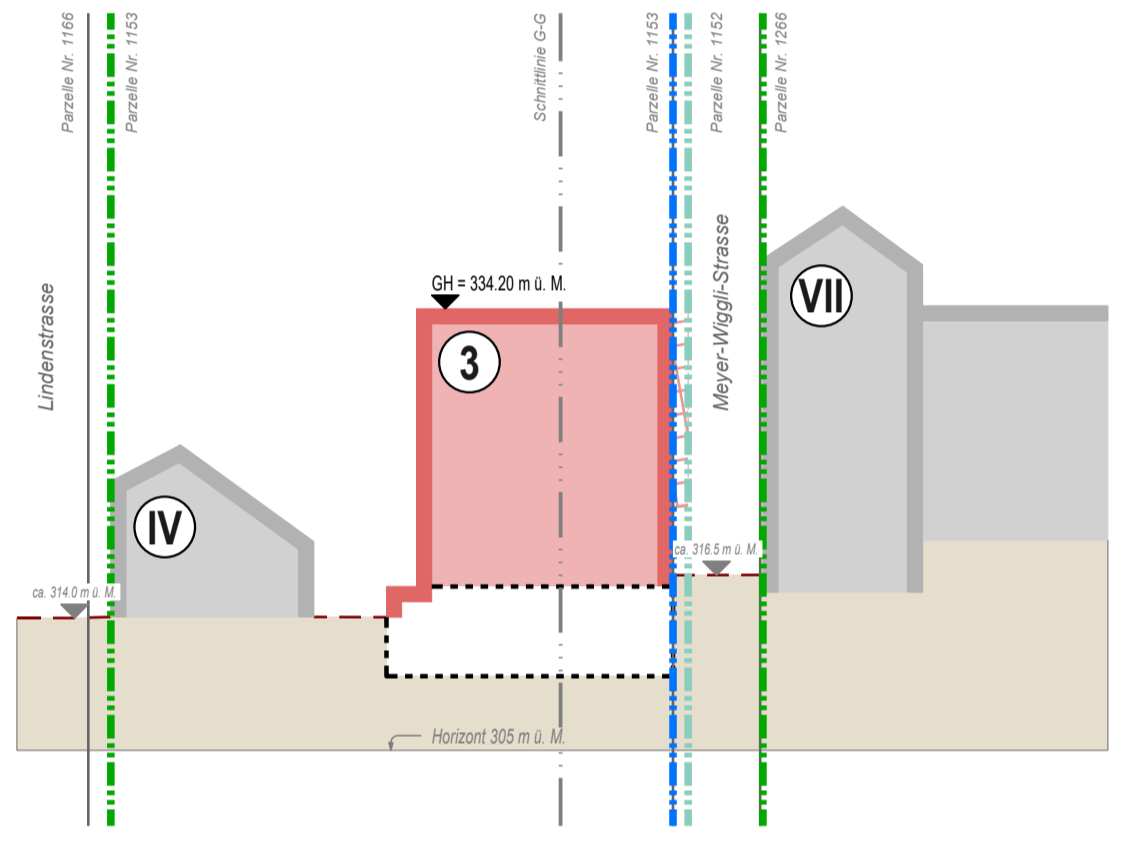 Parzelle Nr. 1166
Parzelle Nr. 1153
Schnittlinie G-G
Parzelle Nr. 1153
Parzelle Nr. 1152
Parzelle Nr. 1266
Lindenstrasse
Meyer-Wiggli-Strasse
GH = 334.20 m ü. M.
VII
3
IV
ca. 316.5 m ü. M.
ca. 314.0 m ü. M.
Horizont 305 m ü. M.